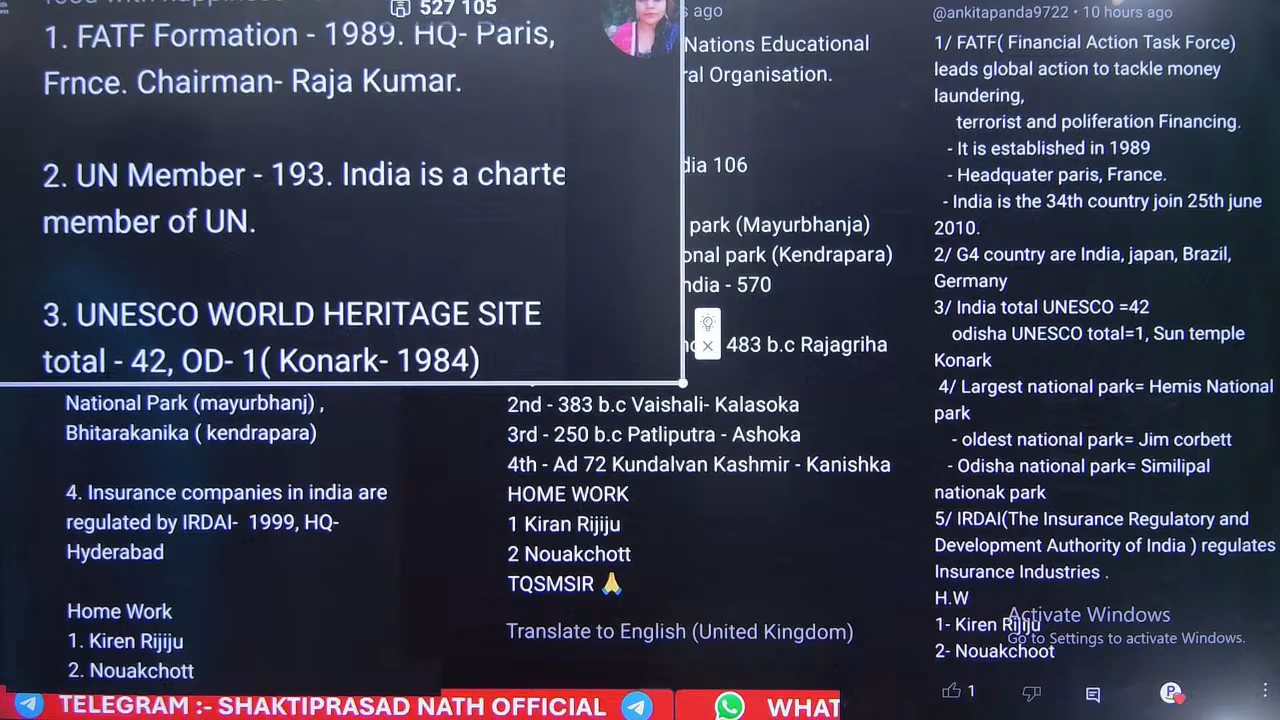 527 105
1. FATF Formation - 1989. HQ- Paris,
Frnce. Chairman- Raja Kumar.
2. UN Member - 193. India is a charte
member of UN.
3. UNESCO WORLD HERITAGE SITE
total - 42, OD- 1( Konark- 1984)
National Park (mayurbhanj) ,
Bhitarakanika ( kendrapara)
4. Insurance companies in india are
regulated by IRDAI- 1999, HQ-
Hyderabad
Home Work
1. Kiren Rijiju
2. Nouakchott
s ago
Nations Educational
ral Organisation.
dia 106
park (Mayurbhanja)
onal park (Kendrapara)
ndia - 570
483 b.c Rajagriha
2nd - 383 b.c Vaishali- Kalasoka
3rd - 250 b.c Patliputra - Ashoka
4th - Ad 72 Kundalvan Kashmir - Kanishka
HOME WORK
1 Kiran Rijiju
2 Nouakchott
TQSMSIR 🙏
Translate to English (United Kingdom)
@ankitapanda9722 • 10 hours ago
1/ FATF( Financial Action Task Force)
leads global action to tackle money
laundering,
terrorist and poliferation Financing.
- It is established in 1989
- Headquater paris, France.
- India is the 34th country join 25th june
2010.
2/ G4 country are India, japan, Brazil,
Germany
3/ India total UNESCO =42
odisha UNESCO total=1, Sun temple
Konark
4/ Largest national park= Hemis National
park
- oldest national park= Jim corbett
- Odisha national park= Similipal
nationak park
5/ IRDAI(The Insurance Regulatory and
Development Authority of India ) regulates
Insurance Industries .
H.W
1- Kiren Rijiju
2- Nouakchoot
1
Activate Windows
Go to Settings to activate Windows.
TELEGRAM :- SHAKTIPRASAD NATH OFFICIAL
WHAT